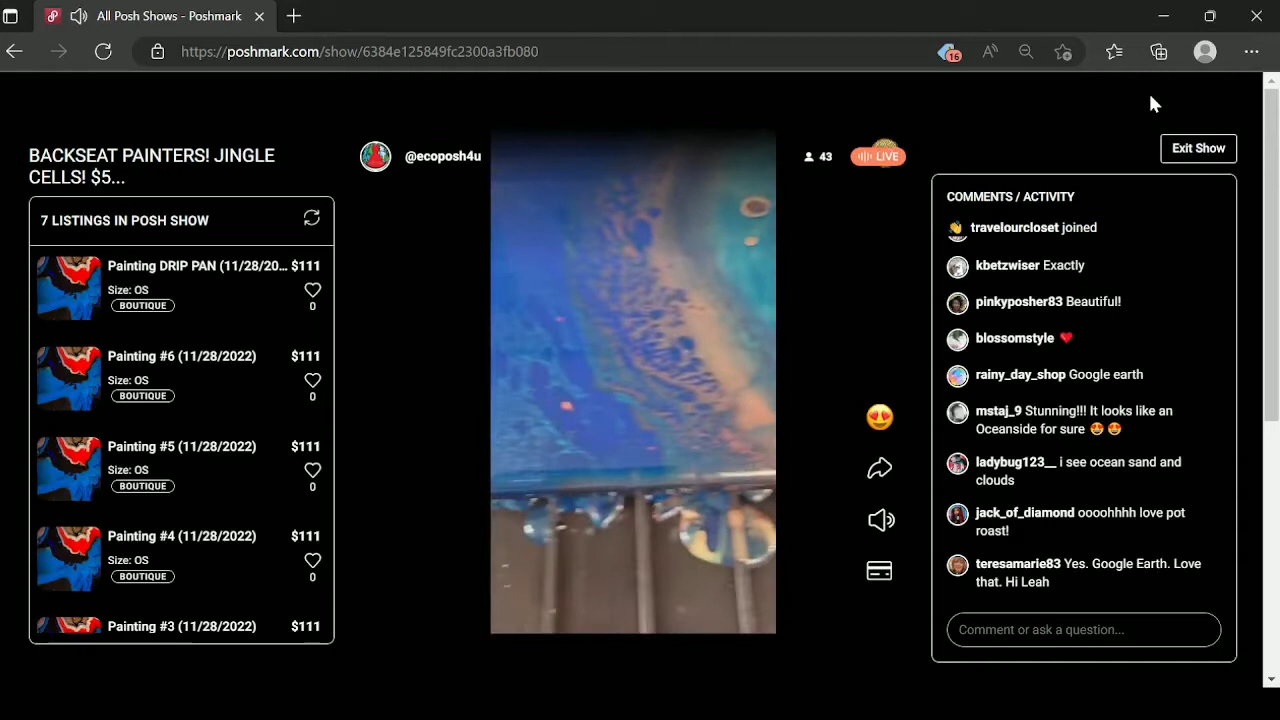 All Posh Shows - Poshmark
https://poshmark.com/show/6384e125849fc2300a3fb080
16
BACKSEAT PAINTERS! JINGLE
CELLS! $5...
7 LISTINGS IN POSH SHOW
Painting DRIP PAN (11/28/20... $111
Size: OS
BOUTIQUE
0
Painting #6 (11/28/2022) $111
Size: OS
BOUTIQUE
0
Painting #5 (11/28/2022) $111
Size: OS
BOUTIQUE
0
Painting #4 (11/28/2022) $111
Size: OS
BOUTIQUE
0
Painting #3 (11/28/2022) $111
@ecoposh4u
43
LIVE
Exit Show
COMMENTS / ACTIVITY
travelourcloset joined
kbetzwiser Exactly
pinkyposher83 Beautiful!
blossomstyle ❤️
rainy_day_shop Google earth
mstaj_9 Stunning!!! It looks like an
Oceanside for sure 😍 😍
ladybug123__ i see ocean sand and
clouds
jack_of_diamond oooohhhh love pot
roast!
teresamarie83 Yes. Google Earth. Love
that. Hi Leah
Comment or ask a question...